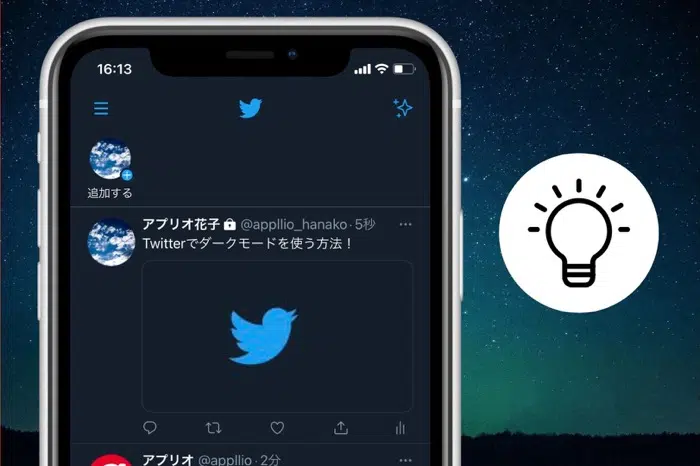 16:13
追加する
アプリオ花子 @appllio_hanako·5秒
Twitterでダークモードを使う方法！
アプリオ @appllio·2分